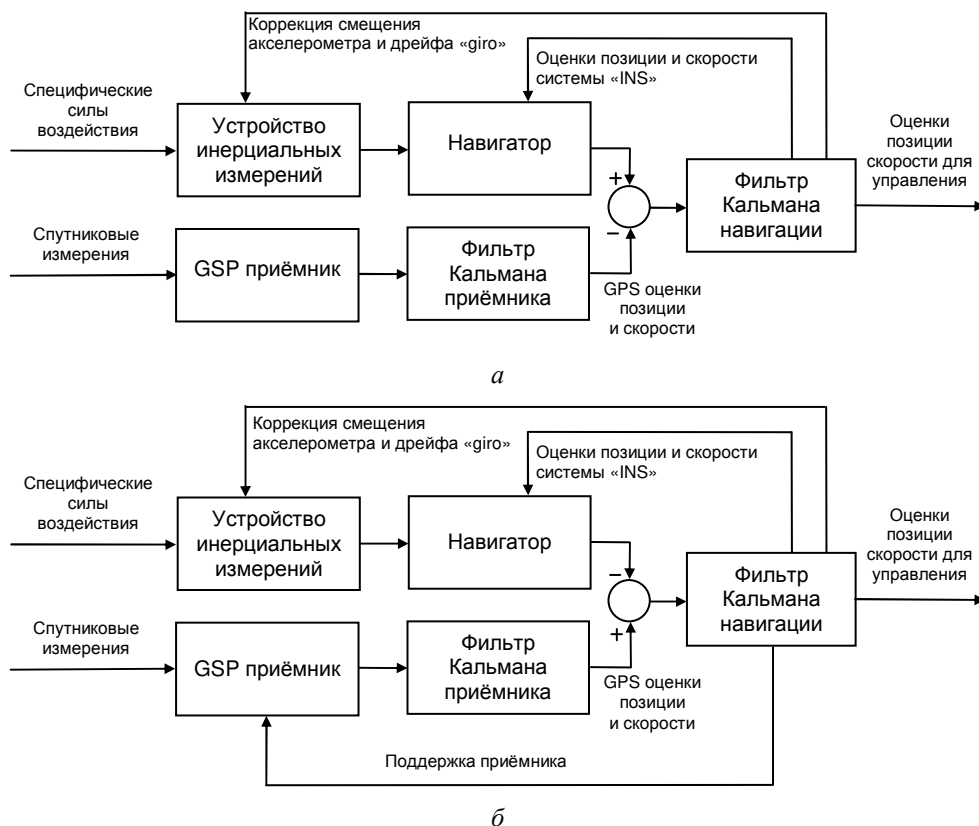 Коррекция смещения
акселерометра и дрейфа «giro»
Оценки позиции и скорости
системы «INS»
Специфические
силы
воздействия
Устройство
инерциальных
измерений
Навигатор
+
−
Фильтр
Кальмана
навигации
Оценки
позиции
скорости для
управления
Спутниковые
измерения
GSP приёмник
Фильтр
Кальмана
приёмника
GPS оценки
позиции
и скорости
а
Коррекция смещения
акселерометра и дрейфа «giro»
Оценки позиции и скорости
системы «INS»
Специфические
силы
воздействия
Устройство
инерциальных
измерений
Навигатор
−
+
Фильтр
Кальмана
навигации
Оценки
позиции
скорости для
управления
Спутниковые
измерения
GSP приёмник
Фильтр
Кальмана
приёмника
GPS оценки
позиции
и скорости
Поддержка приёмника
б